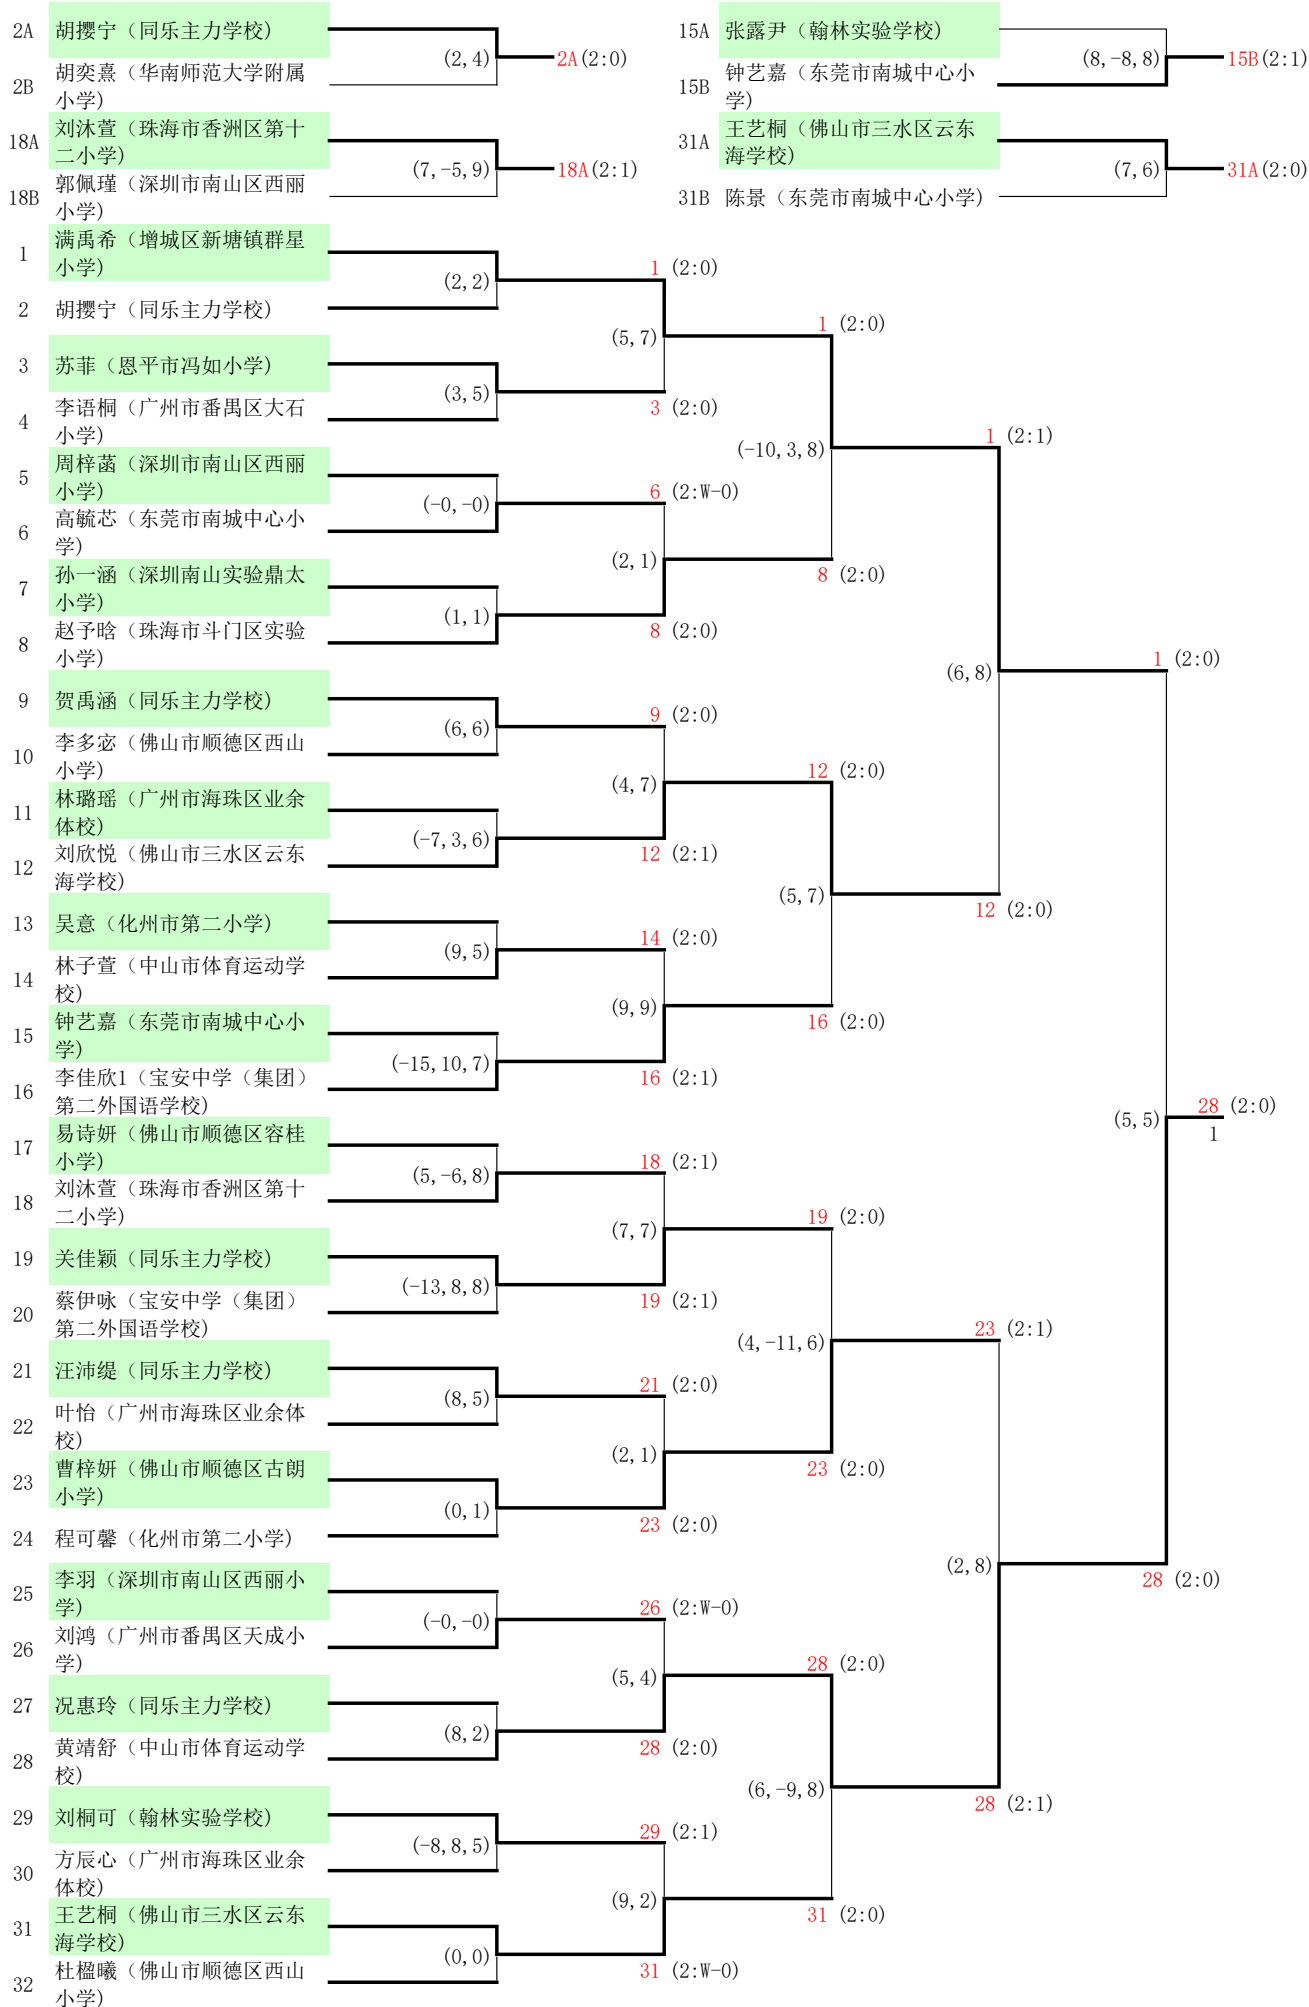 2A 胡撄宁（同乐主力学校）
(2,4) 2A(2:0)
2B 胡奕熹（华南师范大学附属
小学）
18A 刘沐萱（珠海市香洲区第十
二小学）
(7,-5,9) 18A(2:1)
18B 郭佩瑾（深圳市南山区西丽
小学）
15A 张露尹（翰林实验学校）
(8,-8,8) 15B(2:1)
15B 钟艺嘉（东莞市南城中心小
学）
31A 王艺桐（佛山市三水区云东
海学校）
(7,6) 31A(2:0)
31B 陈景（东莞市南城中心小学）
1 满禹希（增城区新塘镇群星
小学）
1 (2:0)
(2,2)
2 胡撄宁（同乐主力学校）
1 (2:0)
(5,7)
3 苏菲（恩平市冯如小学）
(3,5)
3 (2:0)
4 李语桐（广州市番禺区大石
小学）
1 (2:1)
(-10,3,8)
5 周梓菡（深圳市南山区西丽
小学）
6 (2:W-0)
(-0,-0)
6 高毓芯（东莞市南城中心小
学）
(2,1)
8 (2:0)
7 孙一涵（深圳南山实验鼎太
小学）
(1,1)
8 (2:0)
8 赵予晗（珠海市斗门区实验
小学）
1 (2:0)
(6,8)
9 贺禹涵（同乐主力学校）
9 (2:0)
(6,6)
10 李多宓（佛山市顺德区西山
小学）
12 (2:0)
(4,7)
11 林璐瑶（广州市海珠区业余
体校）
(-7,3,6)
12 (2:1)
12 刘欣悦（佛山市三水区云东
海学校）
(5,7)
12 (2:0)
13 吴意（化州市第二小学）
14 (2:0)
(9,5)
14 林子萱（中山市体育运动学
校）
(9,9)
16 (2:0)
15 钟艺嘉（东莞市南城中心小
学）
(-15,10,7)
16 (2:1)
16 李佳欣1（宝安中学（集团）
第二外国语学校）
28 (2:0)
(5,5)
1
17 易诗妍（佛山市顺德区容桂
小学）
18 (2:1)
(5,-6,8)
18 刘沐萱（珠海市香洲区第十
二小学）
19 (2:0)
(7,7)
19 关佳颖（同乐主力学校）
(-13,8,8)
19 (2:1)
20 蔡伊咏（宝安中学（集团）
第二外国语学校）
23 (2:1)
(4,-11,6)
21 汪沛缇（同乐主力学校）
21 (2:0)
(8,5)
22 叶怡（广州市海珠区业余体
校）
(2,1)
23 (2:0)
23 曹梓妍（佛山市顺德区古朗
小学）
(0,1)
23 (2:0)
24 程可馨（化州市第二小学）
(2,8)
28 (2:0)
25 李羽（深圳市南山区西丽小
学）
26 (2:W-0)
(-0,-0)
26 刘鸿（广州市番禺区天成小
学）
28 (2:0)
(5,4)
27 况惠玲（同乐主力学校）
(8,2)
28 (2:0)
28 黄靖舒（中山市体育运动学
校）
(6,-9,8)
28 (2:1)
29 刘桐可（翰林实验学校）
29 (2:1)
(-8,8,5)
30 方辰心（广州市海珠区业余
体校）
(9,2)
31 (2:0)
31 王艺桐（佛山市三水区云东
海学校）
(0,0)
31 (2:W-0)
32 杜楹曦（佛山市顺德区西山
小学）